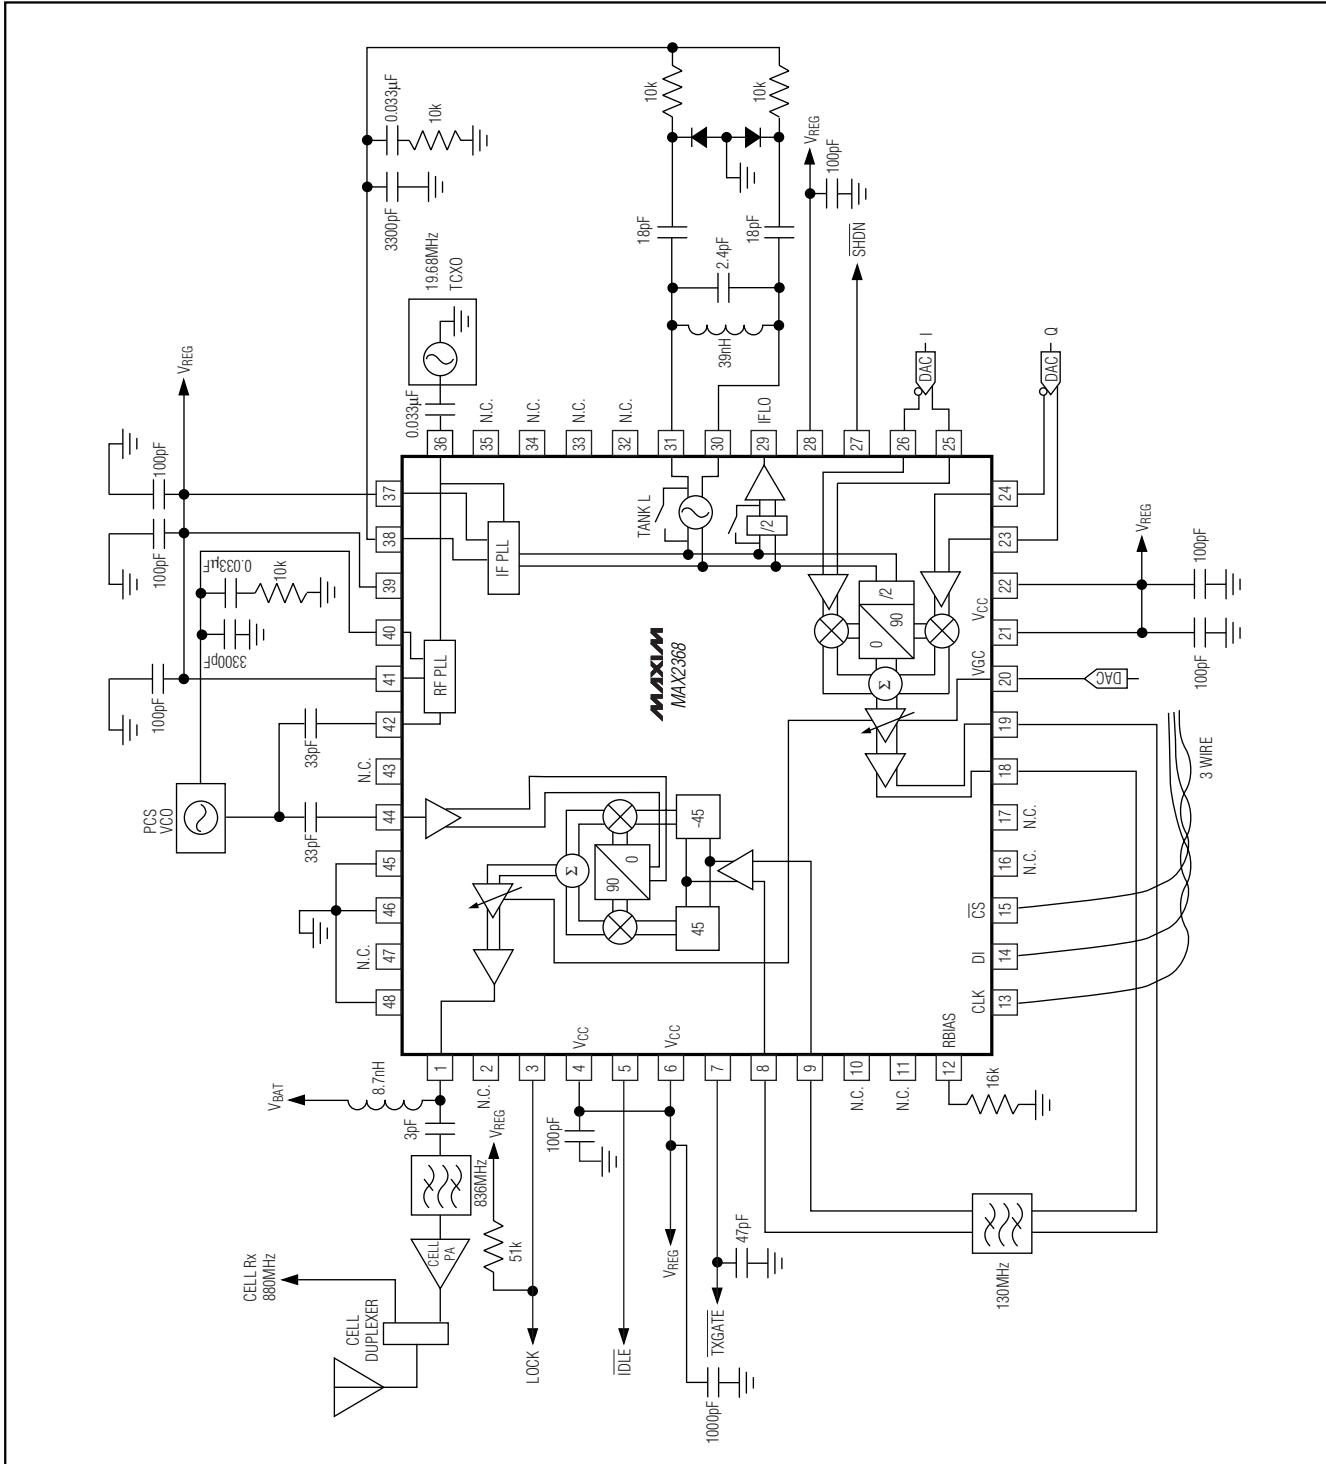 0.033µF
10k
3300pF
10k
10k
VREG
100pF
18pF
18pF
2.4pF
39nH
SHDN
19.68MHz
TCXO
0.033µF
VREG
100pF
100pF
0.033µF
10k
3300pF
100pF
33pF
33pF
PCS
VCO
N.C.
N.C.
36
35
N.C.
34
N.C.
33
N.C.
32
N.C.
31
30
29
IFLO
28
27
26
25
DAC
I
DAC
Q
37
38
39
40
41
42
43
44
45
46
47
48
IF PLL
RF PLL
TANK L
/2
/2
90
0
Σ
MAXIM
MAX2368
Σ
90
0
-45
45
24
23
22
21
20
19
18
17
16
15
14
13
VCC
VGC
N.C.
N.C.
CS
DI
CLK
VREG
100pF
100pF
DAC
3 WIRE
1
2
3
4
5
6
7
8
9
10
11
12
N.C.
VCC
VCC
N.C.
N.C.
RBIAS
16k
VBAT
8.7nH
3pF
836MHz
CELL
PA
CELL Rx
880MHz
CELL
DUPLEXER
VREG
51k
LOCK
100pF
IDLE
VREG
47pF
TXGATE
1000pF
130MHz